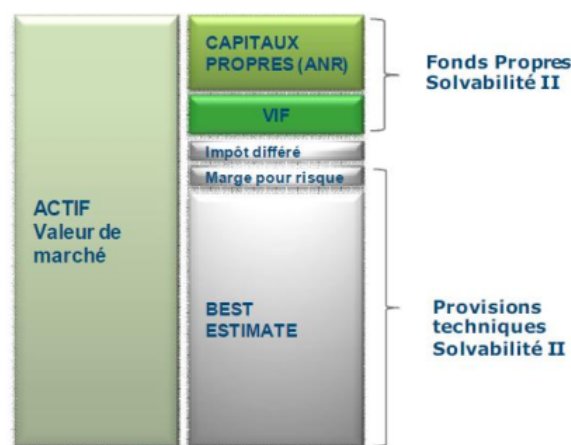 ACTIF
Valeur de
marché
CAPITAUX
PROPRES (ANR)
VIF
Impôt différé
Marge pour risque
BEST
ESTIMATE
Fonds Propres
Solvabilité II
Provisions
techniques
Solvabilité II